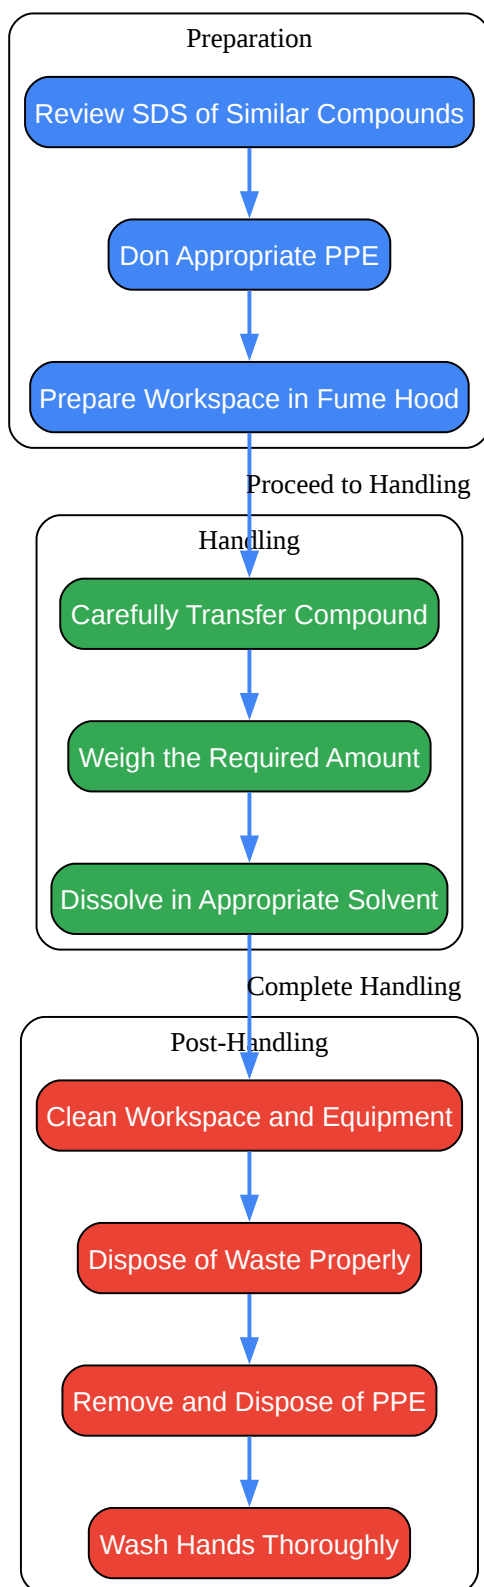 Preparation
Review SDS of Similar Compounds
Don Appropriate PPE
Prepare Workspace in Fume Hood
Proceed to Handling
Handling
Carefully Transfer Compound
Weigh the Required Amount
Dissolve in Appropriate Solvent
Complete Handling
Post-Handling
Clean Workspace and Equipment
Dispose of Waste Properly
Remove and Dispose of PPE
Wash Hands Thoroughly